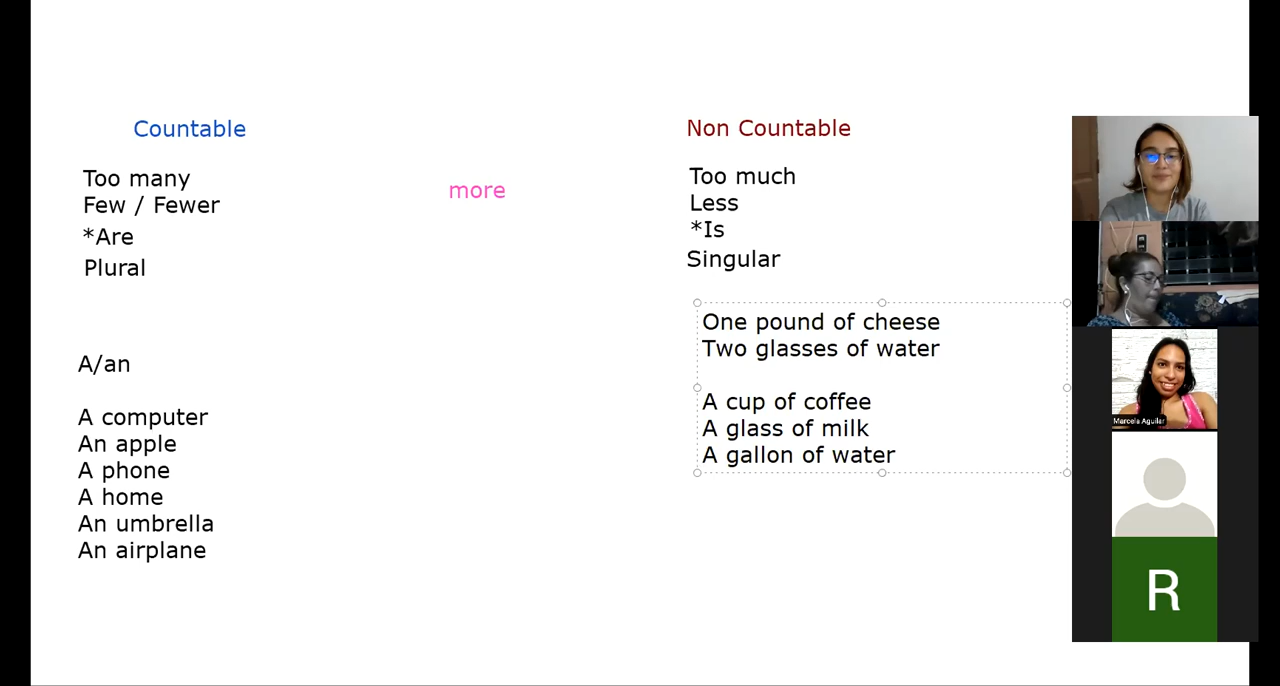 Countable
Too many
Few / Fewer
*Are
Plural
A/an
A computer
An apple
A phone
A home
An umbrella
An airplane
more
Non Countable
Too much
Less
*Is
Singular
One pound of cheese
Two glasses of water
A cup of coffee
A glass of milk
A gallon of water
Marcela Aguilar
R